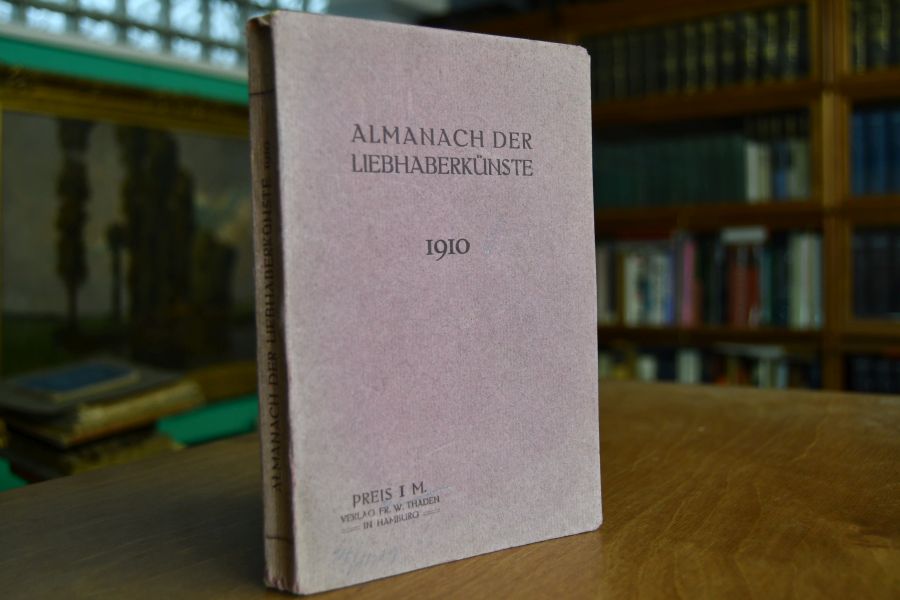 ALMANACH DER
LIEBHABERKÜNSTE
1910
PREIS 1 M.
VERLAG FR. W. THADEN
IN HAMBURG
ALMANACH DER LIEBHABERKÜNSTE 1910